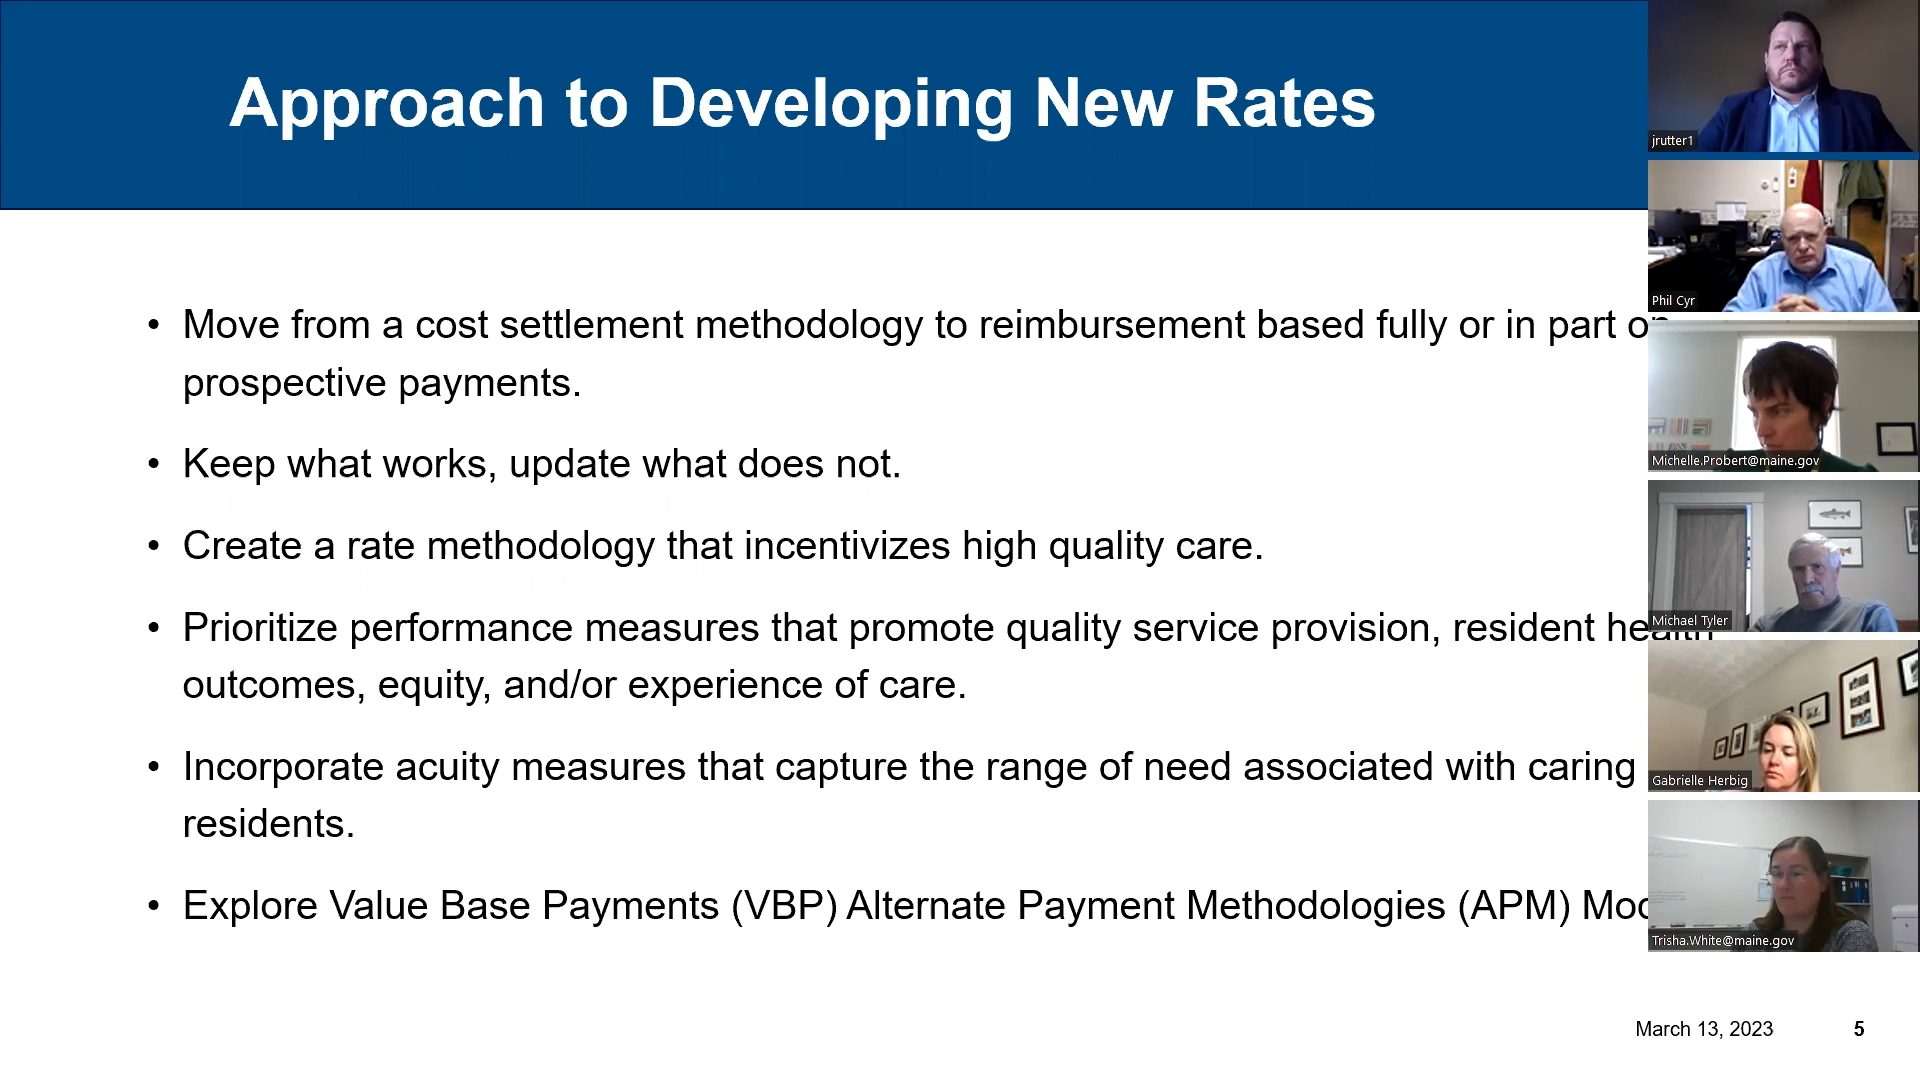 Approach to Developing New Rates
• Move from a cost settlement methodology to reimbursement based fully or in part on
prospective payments.
• Keep what works, update what does not.
• Create a rate methodology that incentivizes high quality care.
• Prioritize performance measures that promote quality service provision, resident health
outcomes, equity, and/or experience of care.
• Incorporate acuity measures that capture the range of need associated with caring
residents.
• Explore Value Base Payments (VBP) Alternate Payment Methodologies (APM)
March 13, 2023 5
jrutter1
Phil Cyr
Michelle.Probert@maine.gov
Michael Tyler
Gabrielle Herbig
Trisha.White@maine.gov